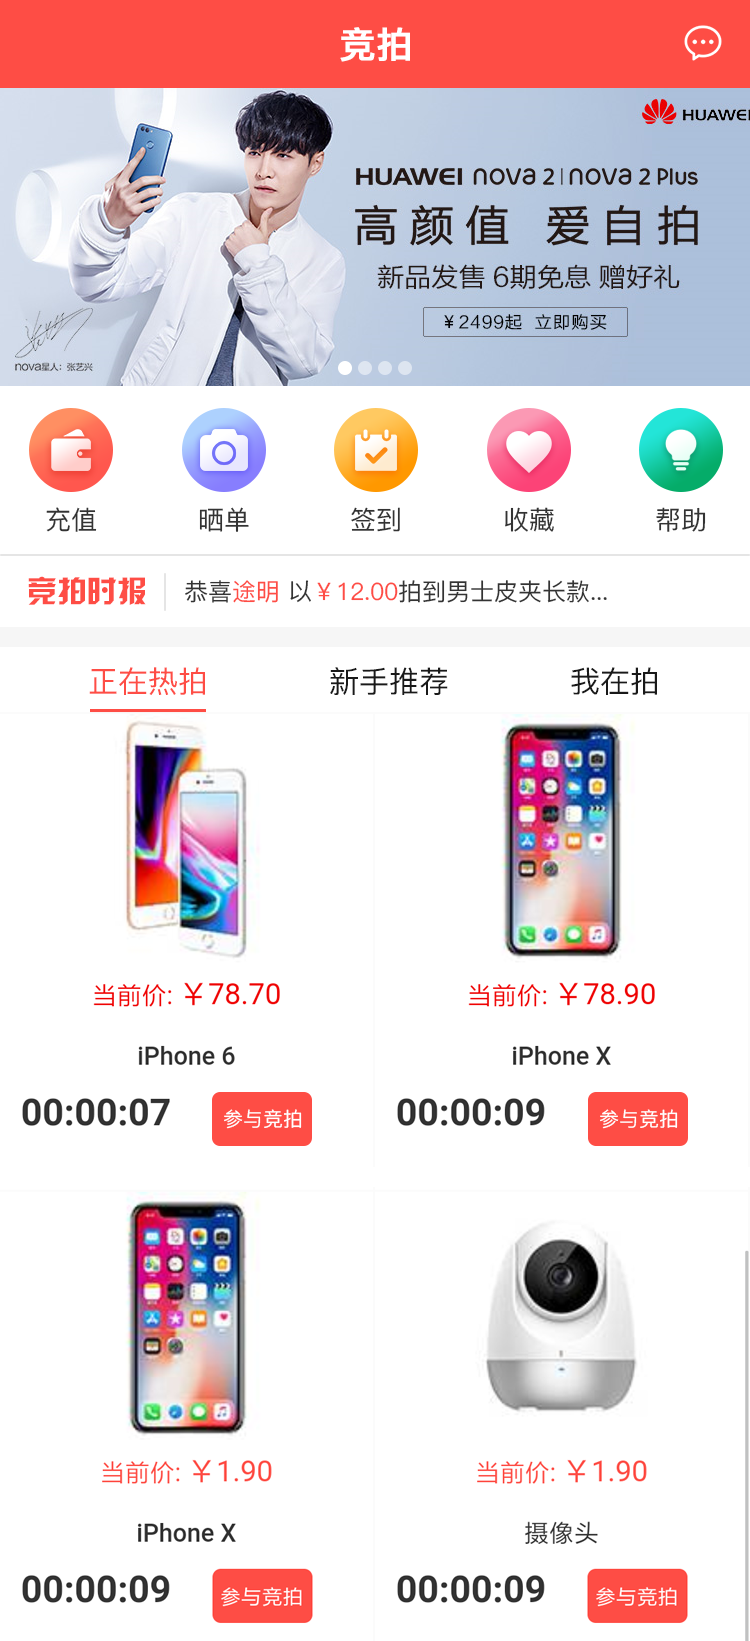 竞拍
HUAWEI
HUAWEI nova 2 | nova 2 Plus
高颜值 爱自拍
新品发售 6期免息 赠好礼
¥2499起 立即购买
nova星人：张艺兴
充值
晒单
签到
收藏
帮助
竞拍时报
恭喜途明 以￥12.00拍到男士皮夹长款...
正在热拍
新手推荐
我在拍
当前价: ￥78.70
iPhone 6
00:00:07
参与竞拍
当前价: ￥78.90
iPhone X
00:00:09
参与竞拍
当前价: ￥1.90
iPhone X
00:00:09
参与竞拍
当前价: ￥1.90
摄像头
00:00:09
参与竞拍